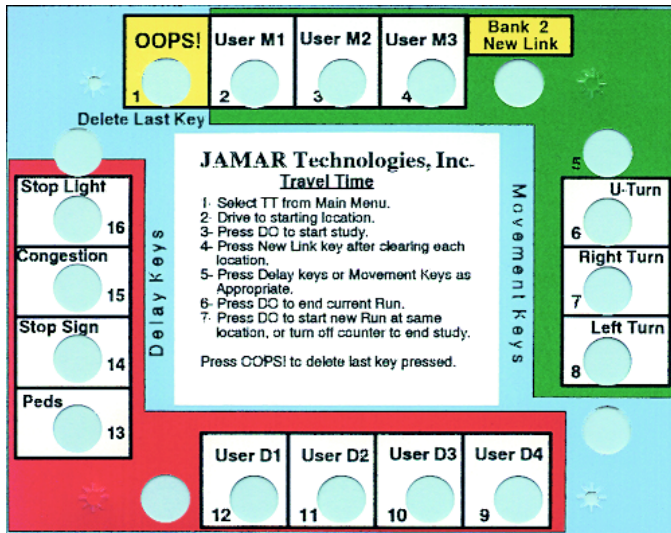 OOPS!
User M1
User M2
User M3
Bank 2
New Link
1
2
3
4
Delete Last Key
5
JAMAR Technologies, Inc.
Travel Time
1- Select TT from Main Menu.
2- Drive to starting location.
3- Press DO to start study.
4- Press New Link key after clearing each
location.
5- Press Delay keys or Movement Keys as
Appropriate.
6- Press DO to end current Run.
7- Press DO to start new Run at same
location, or turn off counter to end study.
Press OOPS! to delete last key pressed.
Delay Keys
Movement Keys
Stop Light
16
Congestion
15
Stop Sign
14
Peds
13
U-Turn
6
Right Turn
7
Left Turn
8
User D1
User D2
User D3
User D4
12
11
10
9